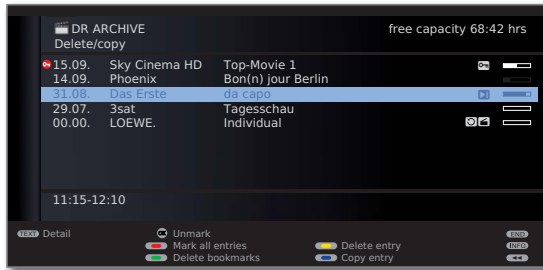 DR ARCHIVE free capacity 68:42 hrs
Delete/copy
15.09. Sky Cinema HD Top-Movie 1
14.09. Phoenix Bon(n) jour Berlin
31.08. Das Erste da capo
29.07. 3sat Tagesschau
00.00. LOEWE. Individual
11:15-12:10
TEXT Detail OK Unmark END
Mark all entries Delete entry INFO
Delete bookmarks Copy entry